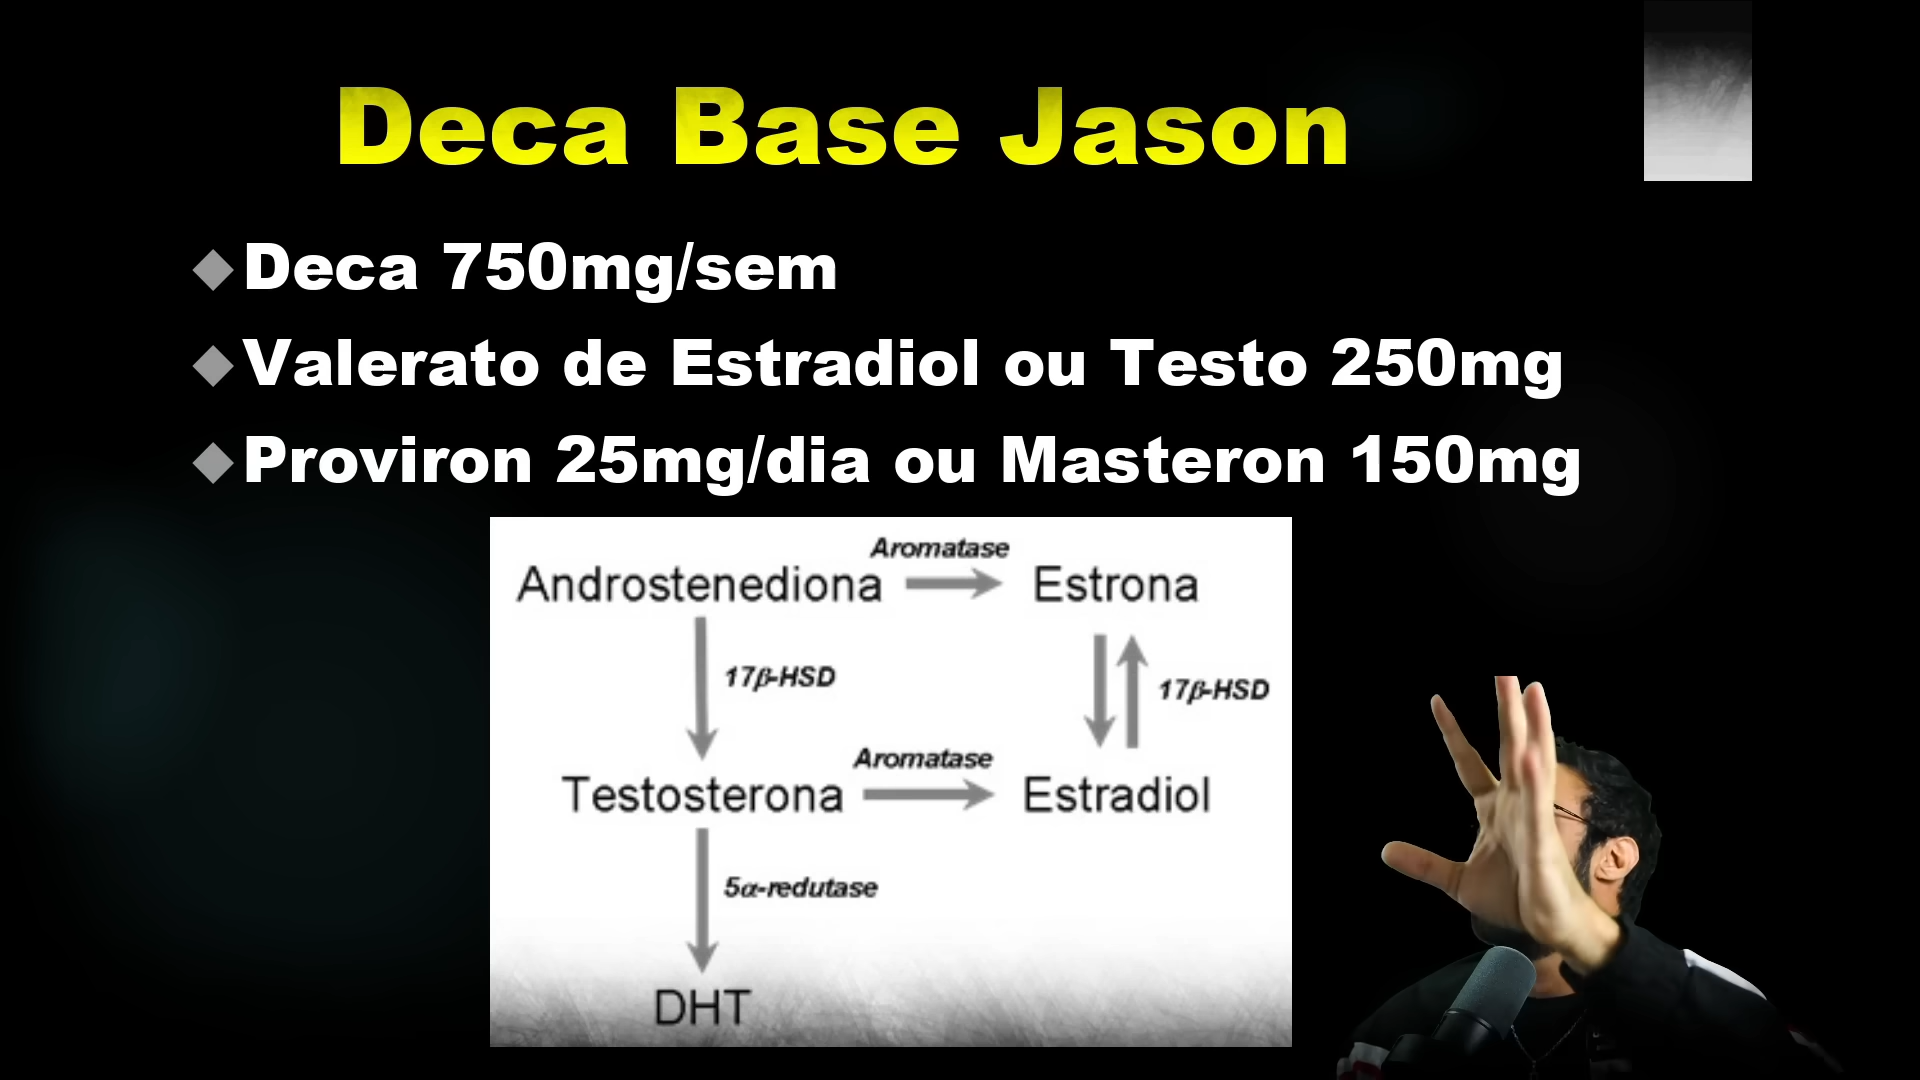 Deca Base Jason
Deca 750mg/sem
Valerato de Estradiol ou Testo 250mg
Proviron 25mg/dia ou Masteron 150mg
Aromatase
Androstenediona Estrona
17β-HSD 17β-HSD
Aromatase
Testosterona Estradiol
5α-redutase
DHT